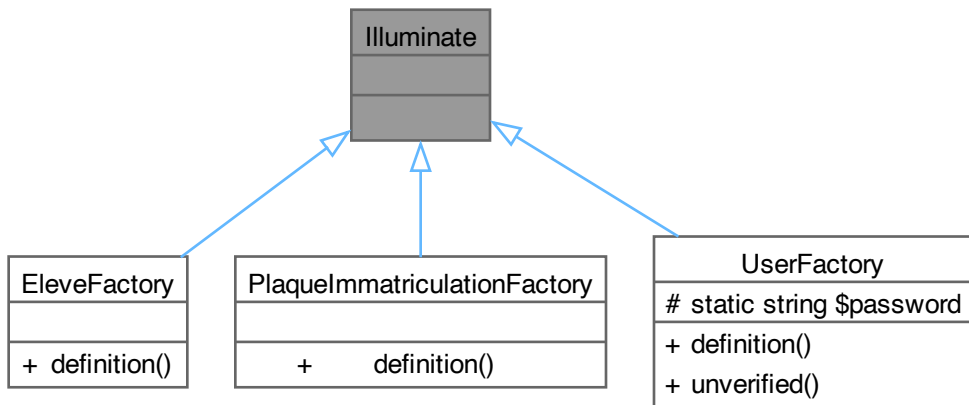 Illuminate
EleveFactory
+ definition()
PlaqueImmatriculationFactory
+ definition()
UserFactory
# static string $password
+ definition()
+ unverified()